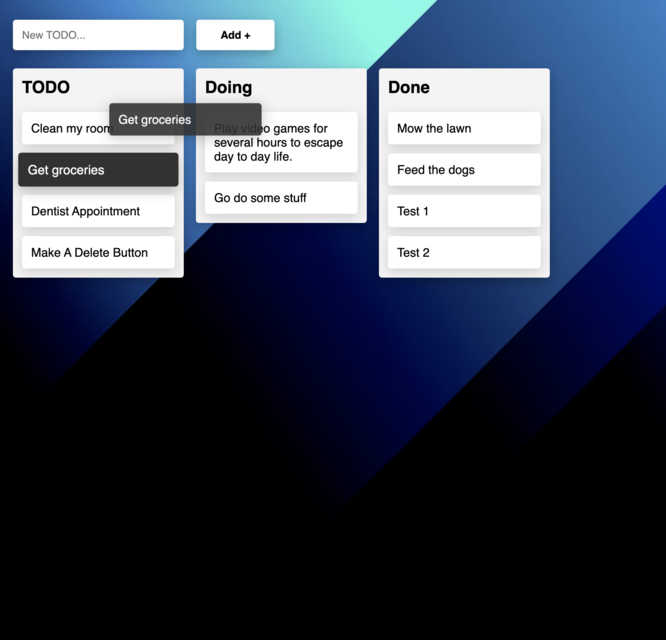 New TODO...
Add +
TODO
Clean my room
Get groceries
Get groceries
Dentist Appointment
Make A Delete Button
Doing
Play video games for
several hours to escape
day to day life.
Go do some stuff
Done
Mow the lawn
Feed the dogs
Test 1
Test 2